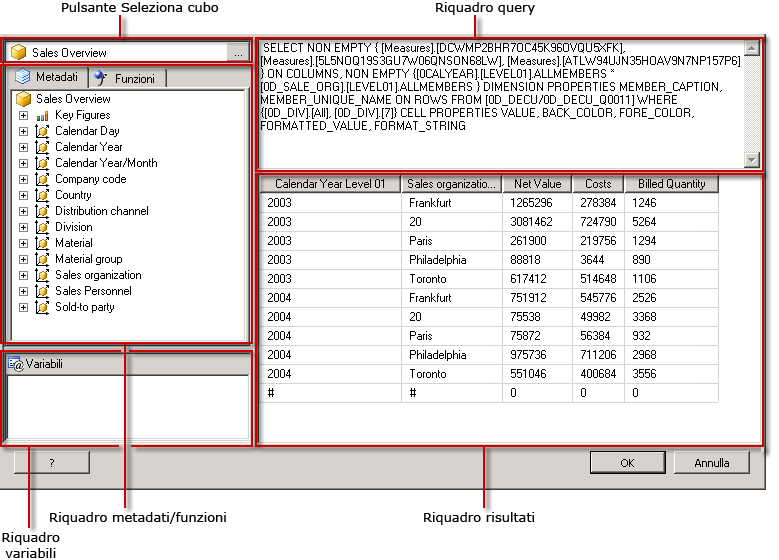 Pulsante Seleziona cubo
Riquadro query
Sales Overview ...
SELECT NON EMPTY { [Measures].[DCWMP2BHR7OC45K96OVQU5XFK],
[Measures].[5L5NOQ19S3GU7W06QNSON68LW], [Measures].[ATLW94UJN35HOAV9N7NP157P6]
} ON COLUMNS, NON EMPTY {[0CALYEAR].[LEVEL01].ALLMEMBERS *
[0D_SALE_ORG].[LEVEL01].ALLMEMBERS } DIMENSION PROPERTIES MEMBER_CAPTION,
MEMBER_UNIQUE_NAME ON ROWS FROM [0D_DECU/0D_DECU_Q0011] WHERE
{[0D_DIV].[All], [0D_DIV].[7]} CELL PROPERTIES VALUE, BACK_COLOR, FORE_COLOR,
FORMATTED_VALUE, FORMAT_STRING
Metadati Funzioni
Sales Overview
Key Figures
Calendar Day
Calendar Year
Calendar Year/Month
Company code
Country
Distribution channel
Division
Material
Material group
Sales organization
Sales Personnel
Sold-to party
Calendar Year Level 01 Sales organizatio... Net Value Costs Billed Quantity
2003 Frankfurt 1265296 278384 1246
2003 20 3081462 724790 5264
2003 Paris 261900 219756 1294
2003 Philadelphia 88818 3644 890
2003 Toronto 617412 514648 1106
2004 Frankfurt 751912 545776 2526
2004 20 75538 49982 3368
2004 Paris 75872 56384 932
2004 Philadelphia 975736 711206 2968
2004 Toronto 551046 400684 3556
# # 0 0 0
Variabili
? OK Annulla
Riquadro metadati/funzioni
Riquadro risultati
Riquadro
variabili